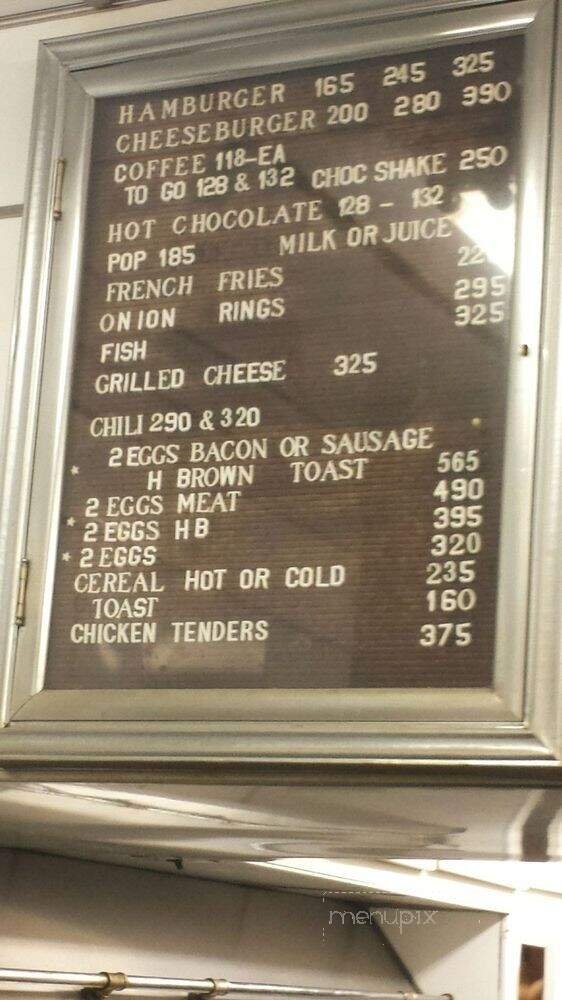 HAMBURGER 165 245 325
CHEESEBURGER 200 280 390
COFFEE 118-EA
TO GO 128 & 132 CHOC SHAKE 250
HOT CHOCOLATE 128 - 132
POP 185 MILK OR JUICE
FRENCH FRIES
ONION RINGS 295
FISH 325
GRILLED CHEESE 325
CHILI 290 & 320
2 EGGS BACON OR SAUSAGE
* H BROWN TOAST 565
2 EGGS MEAT 490
* 2 EGGS H B 395
* 2 EGGS 320
CEREAL HOT OR COLD 235
TOAST 160
CHICKEN TENDERS 375
menupix